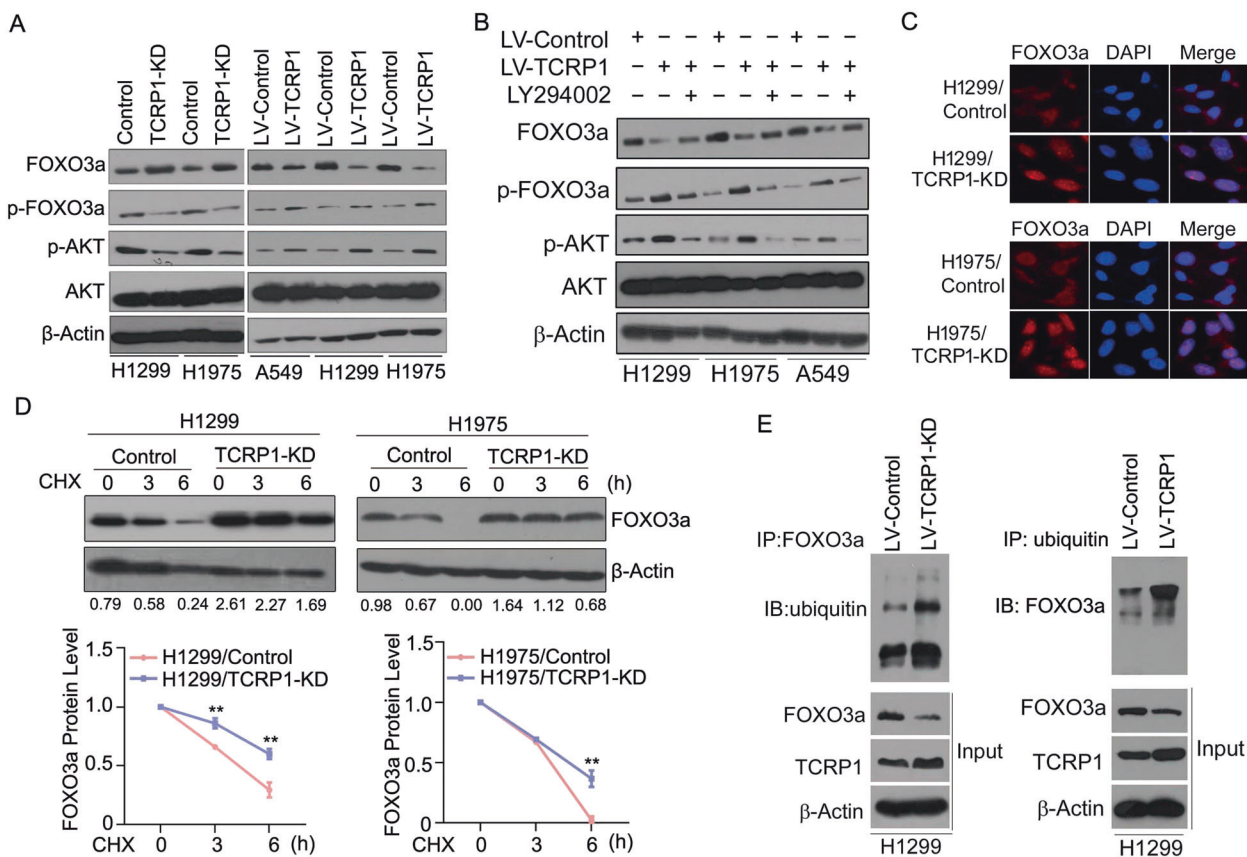 A
Control
TCRP1-KD
Control
TCRP1-KD
LV-Control
LV-TCRP1
LV-Control
LV-TCRP1
LV-Control
LV-TCRP1
FOXO3a
p-FOXO3a
p-AKT
AKT
β-Actin
H1299 H1975 A549 H1299 H1975
B
LV-Control + – – + – – + – –
LV-TCRP1 – + + – + + – + +
LY294002 – – + – – + – – +
FOXO3a
p-FOXO3a
p-AKT
AKT
β-Actin
H1299 H1975 A549
C
FOXO3a DAPI Merge
H1299/
Control
H1299/
TCRP1-KD
FOXO3a DAPI Merge
H1975/
Control
H1975/
TCRP1-KD
D
H1299 H1975
Control TCRP1-KD Control TCRP1-KD
CHX 0 3 6 0 3 6 0 3 6 0 3 6 (h)
FOXO3a
β-Actin
0.79 0.58 0.24 2.61 2.27 1.69 0.98 0.67 0.00 1.64 1.12 0.68
FOXO3a Protein Level
1.5
1.0
0.5
0
H1299/Control
H1299/TCRP1-KD
**
**
CHX 0 3 6 (h)
FOXO3a Protein Level
1.5
1.0
0.5
0
H1975/Control
H1975/TCRP1-KD
**
CHX 0 3 6 (h)
E
LV-Control
LV-TCRP1-KD
IP:FOXO3a
IB:ubiquitin
FOXO3a
TCRP1
β-Actin
Input
H1299
LV-Control
LV-TCRP1
IP: ubiquitin
IB: FOXO3a
FOXO3a
TCRP1
β-Actin
Input
H1299